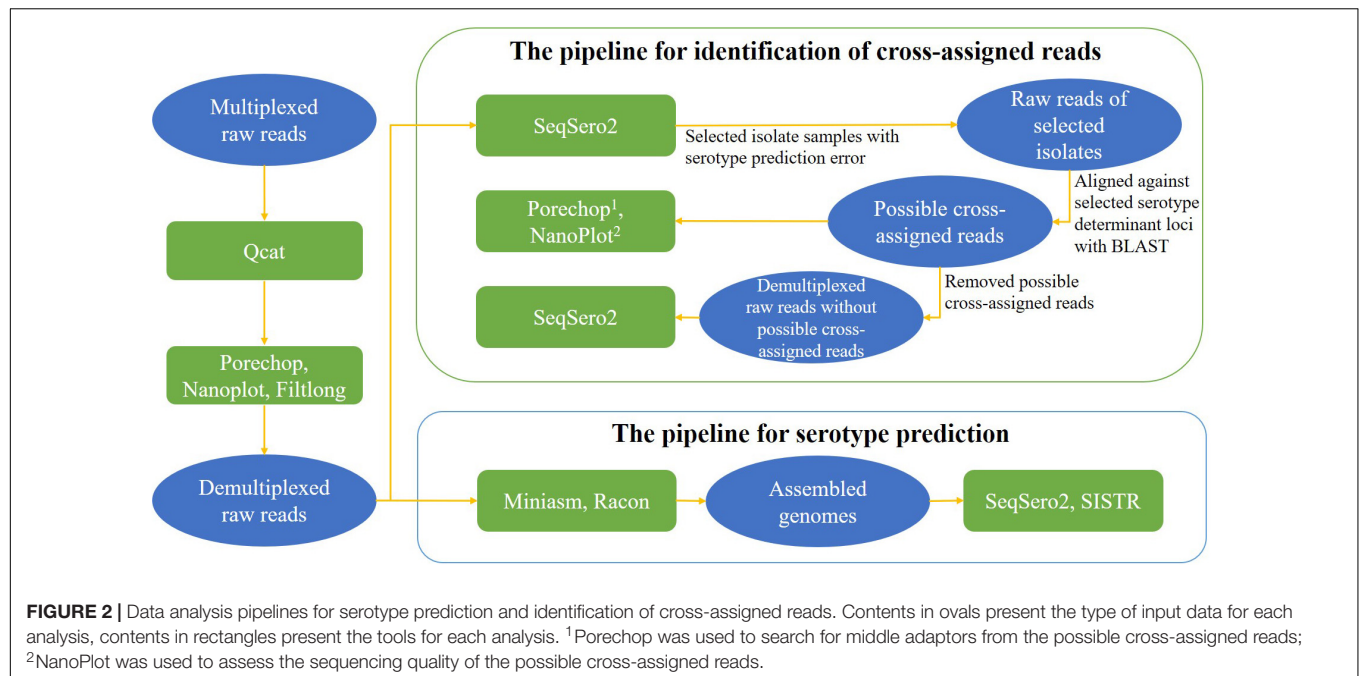 The pipeline for identification of cross-assigned reads
Multiplexed
raw reads
Qcat
Porechop,
Nanoplot, Filtlong
Demultiplexed
raw reads
SeqSero2
Selected isolate samples with
serotype prediction error
Raw reads of
selected
isolates
Aligned against
selected serotype
determinant loci
with BLAST
Possible cross-
assigned reads
Porechop¹,
NanoPlot²
Removed possible
cross-assigned reads
Demultiplexed
raw reads without
possible cross-
assigned reads
SeqSero2
The pipeline for serotype prediction
Miniasm, Racon
Assembled
genomes
SeqSero2, SISTR
FIGURE 2 | Data analysis pipelines for serotype prediction and identification of cross-assigned reads. Contents in ovals present the type of input data for each
analysis, contents in rectangles present the tools for each analysis. ¹Porechop was used to search for middle adaptors from the possible cross-assigned reads;
²NanoPlot was used to assess the sequencing quality of the possible cross-assigned reads.